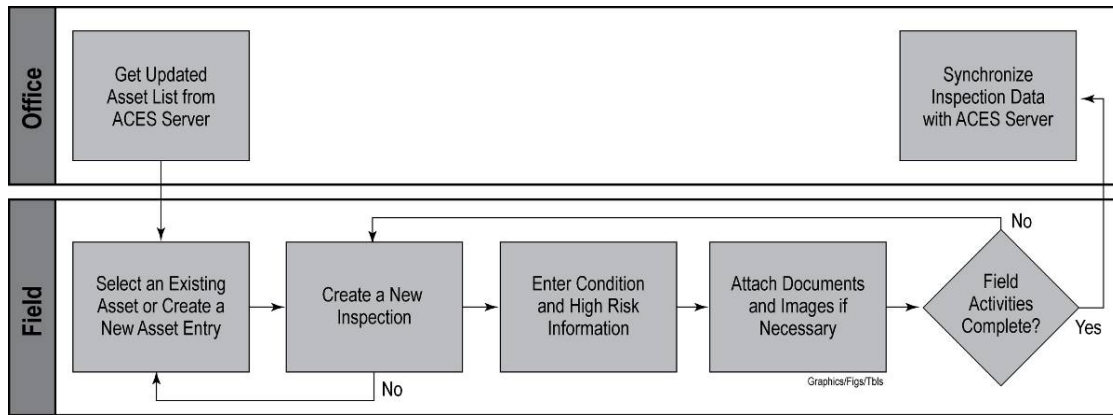 Office
Get Updated
Asset List from
ACES Server
Synchronize
Inspection Data
with ACES Server
Field
Select an Existing
Asset or Create a
New Asset Entry
Create a New
Inspection
No
Enter Condition
and High Risk
Information
Attach Documents
and Images if
Necessary
Graphics/Figs/Tbls
No
Field
Activities
Complete?
Yes